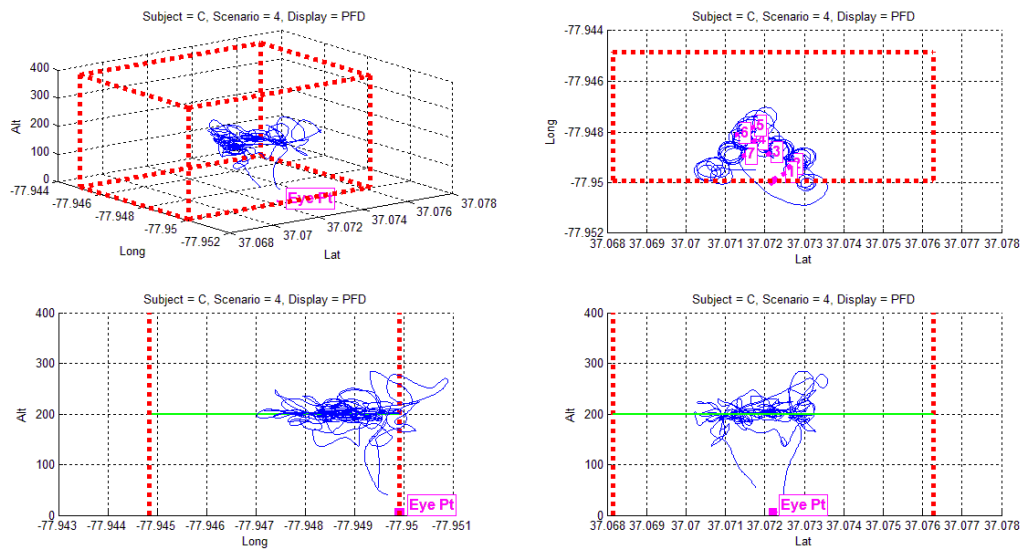 Subject = C, Scenario = 4, Display = PFD
400
300
200
100
0
Alt
-77.944
-77.946
-77.948
-77.95
-77.952
Long
37.068
37.07
37.072
37.074
37.076
37.078
Lat
Eye Pt
-77.944
-77.946
-77.948
-77.95
-77.952
Long
5
6
4
7
3
2
1
37.068 37.069 37.07 37.071 37.072 37.073 37.074 37.075 37.076 37.077 37.078
Lat
Subject = C, Scenario = 4, Display = PFD
400
300
200
100
0
Alt
Eye Pt
-77.943 -77.944 -77.945 -77.946 -77.947 -77.948 -77.949 -77.95 -77.951
Long
Subject = C, Scenario = 4, Display = PFD
400
300
200
100
0
Alt
Eye Pt
37.068 37.069 37.07 37.071 37.072 37.073 37.074 37.075 37.076 37.077 37.078
Lat
Subject = C, Scenario = 4, Display = PFD